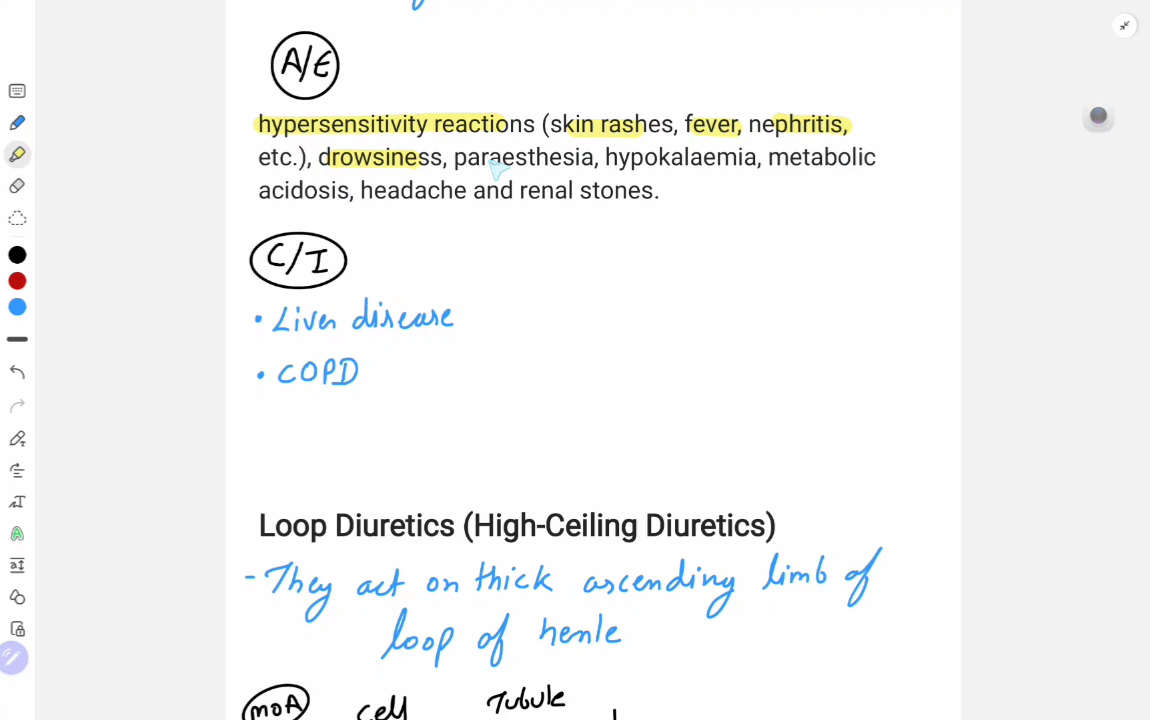 A/E
hypersensitivity reactions (skin rashes, fever, nephritis,
etc.), drowsiness, paraesthesia, hypokalaemia, metabolic
acidosis, headache and renal stones.
C/I
• Liver disease
• COPD
Loop Diuretics (High-Ceiling Diuretics)
- They act on thick ascending limb of
loop of henle
MOA cell Tubule